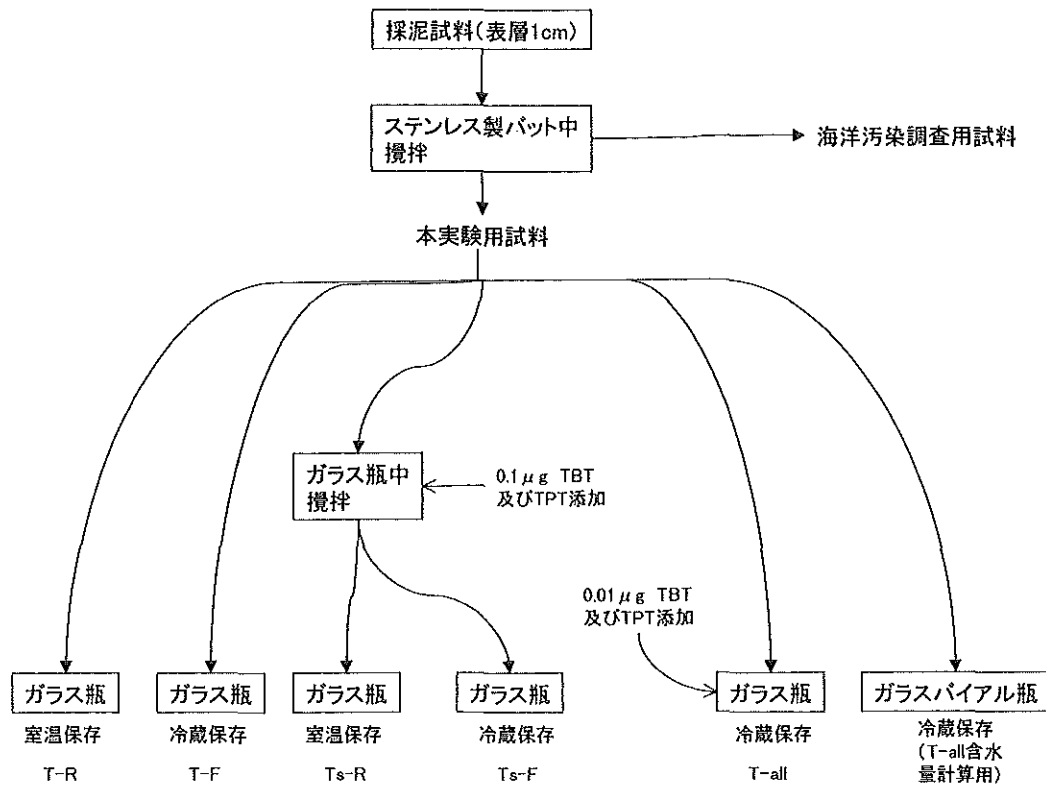 採泥試料(表層1cm)
ステンレス製バット中
攪拌
海洋汚染調査用試料
本実験用試料
ガラス瓶中
攪拌
0.1μg TBT
及びTPT添加
0.01μg TBT
及びTPT添加
ガラス瓶
ガラス瓶
ガラス瓶
ガラス瓶
ガラス瓶
ガラスバイアル瓶
室温保存
冷蔵保存
室温保存
冷蔵保存
冷蔵保存
冷蔵保存
(T-all含水
量計算用)
T-R
T-F
Ts-R
Ts-F
T-all